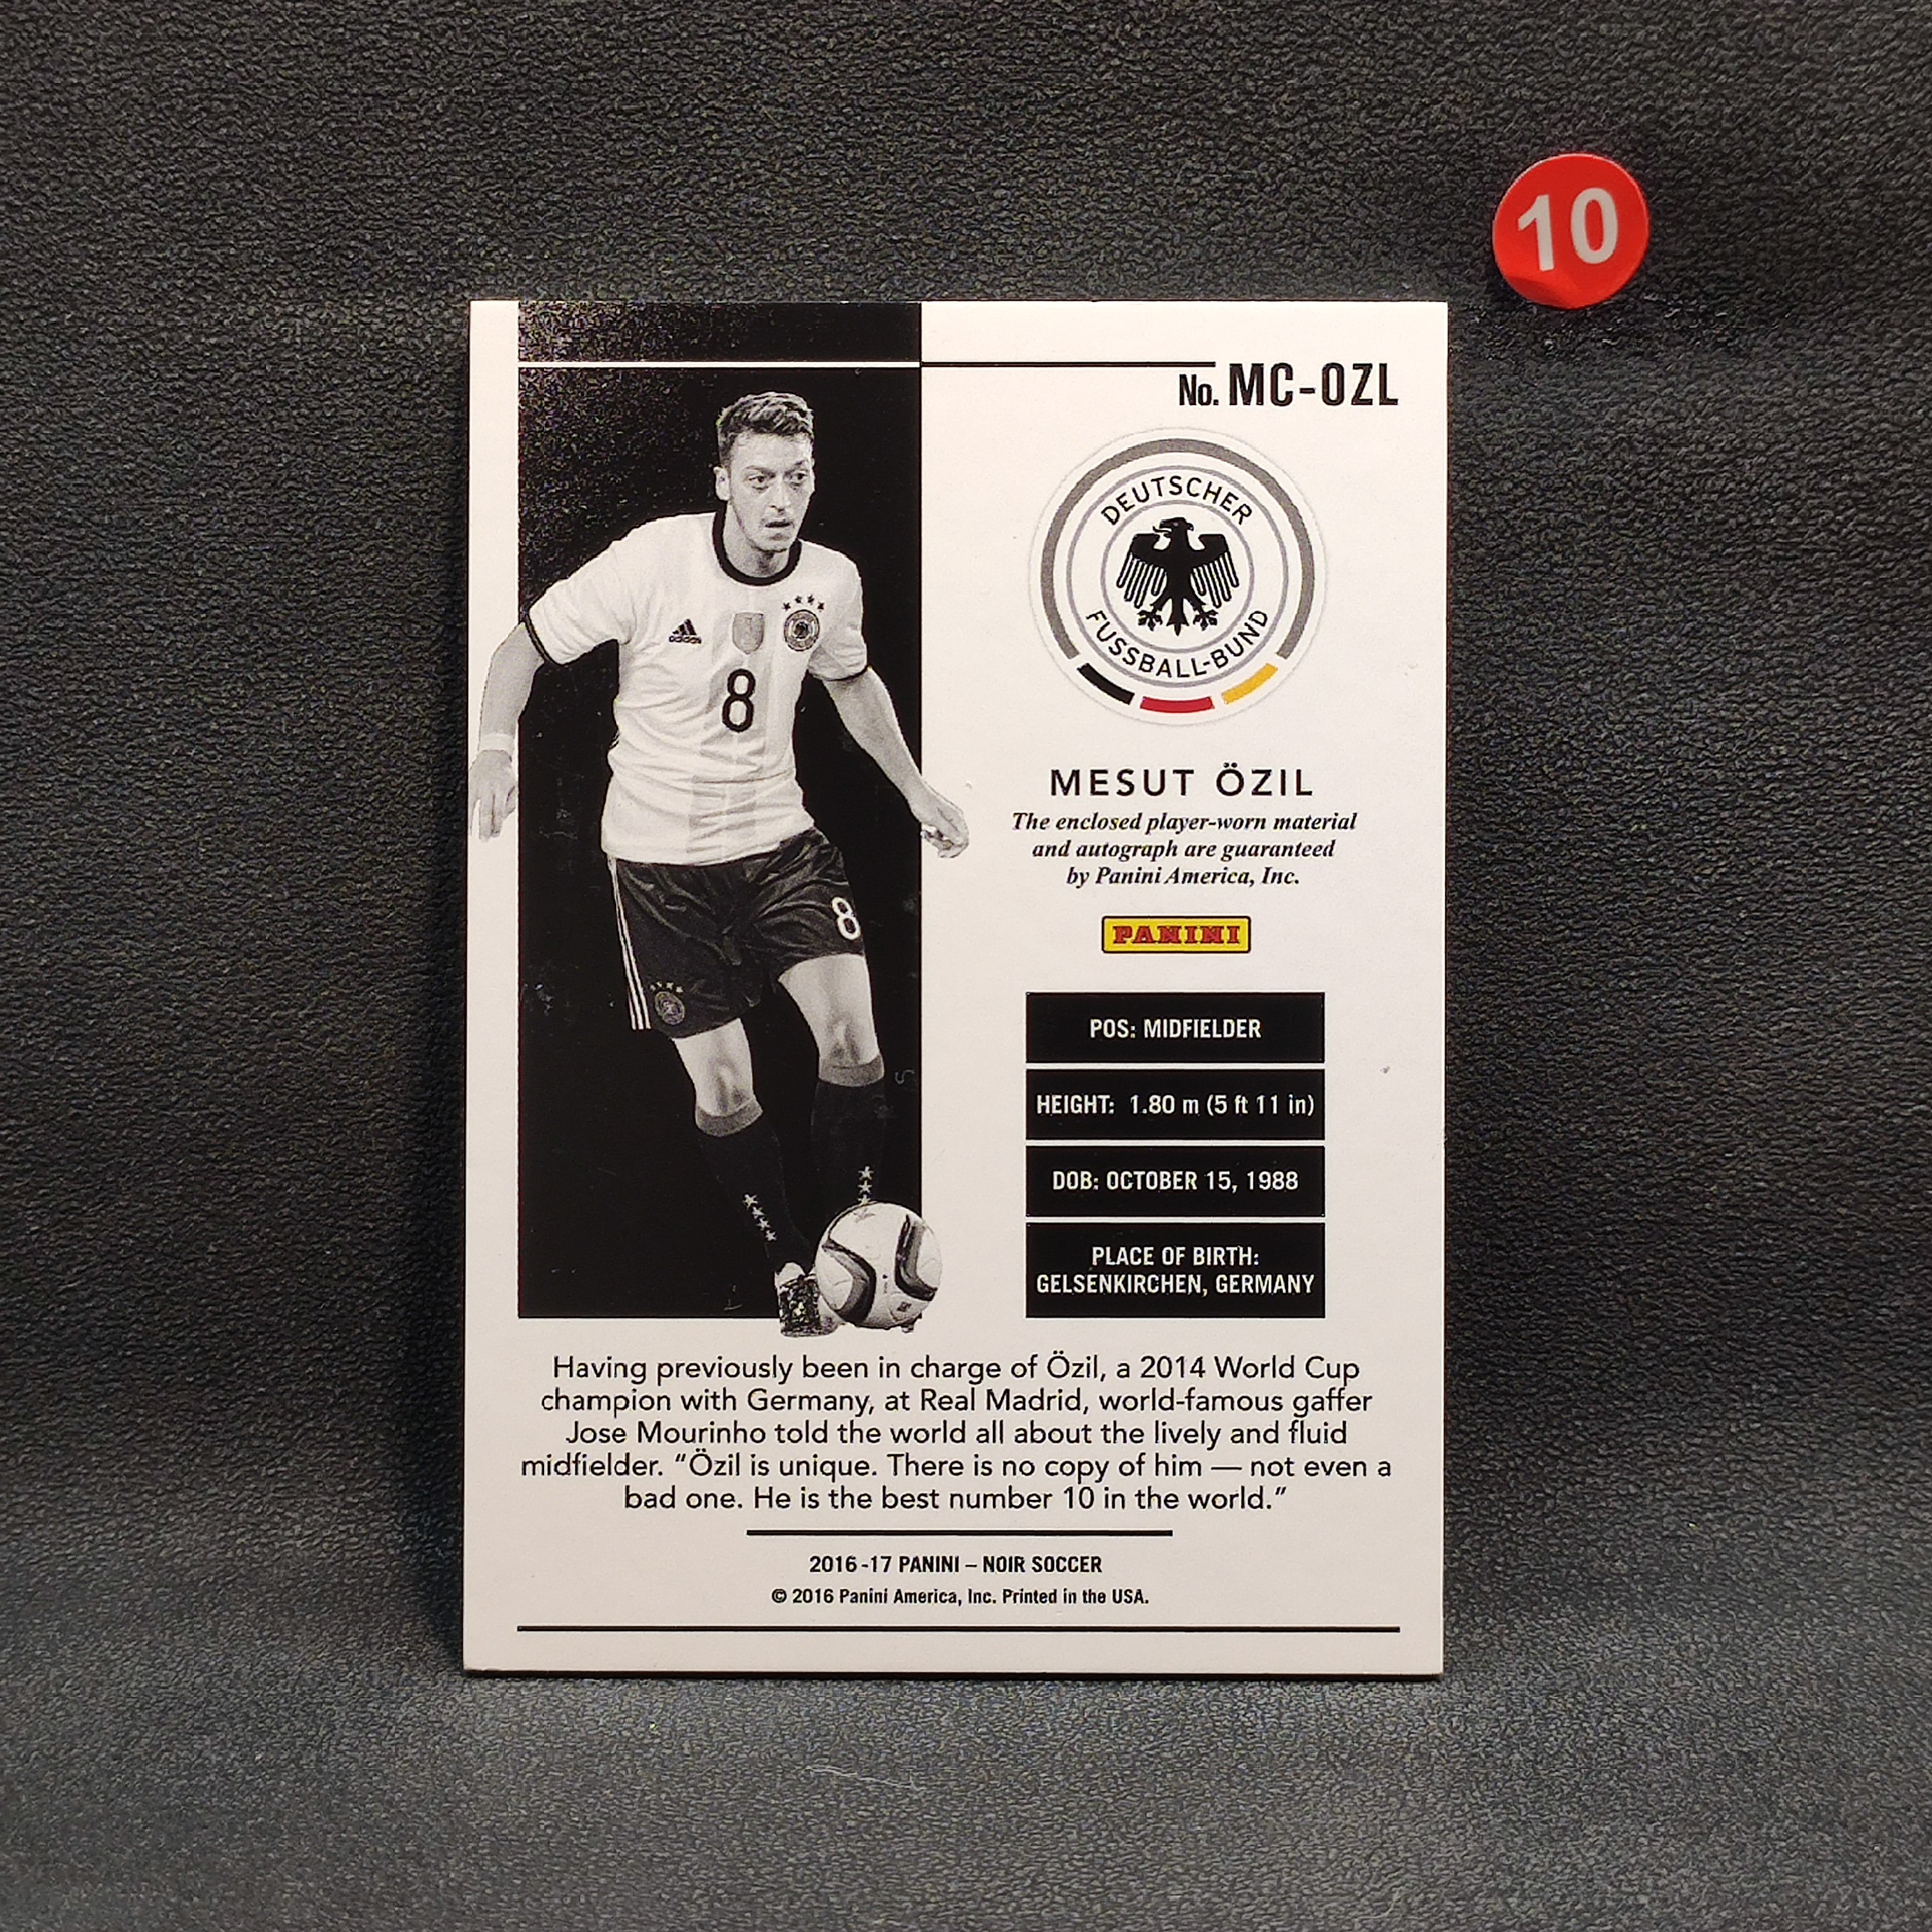 10
No. MC-OZL
DEUTSCHER
FUSSBALL-BUND
adidas
8
8
MESUT ÖZIL
The enclosed player-worn material
and autograph are guaranteed
by Panini America, Inc.
PANINI
POS: MIDFIELDER
HEIGHT: 1.80 m (5 ft 11 in)
DOB: OCTOBER 15, 1988
PLACE OF BIRTH:
GELSENKIRCHEN, GERMANY
Having previously been in charge of Özil, a 2014 World Cup
champion with Germany, at Real Madrid, world-famous gaffer
Jose Mourinho told the world all about the lively and fluid
midfielder. “Özil is unique. There is no copy of him — not even a
bad one. He is the best number 10 in the world.”
2016-17 PANINI – NOIR SOCCER
© 2016 Panini America, Inc. Printed in the USA.